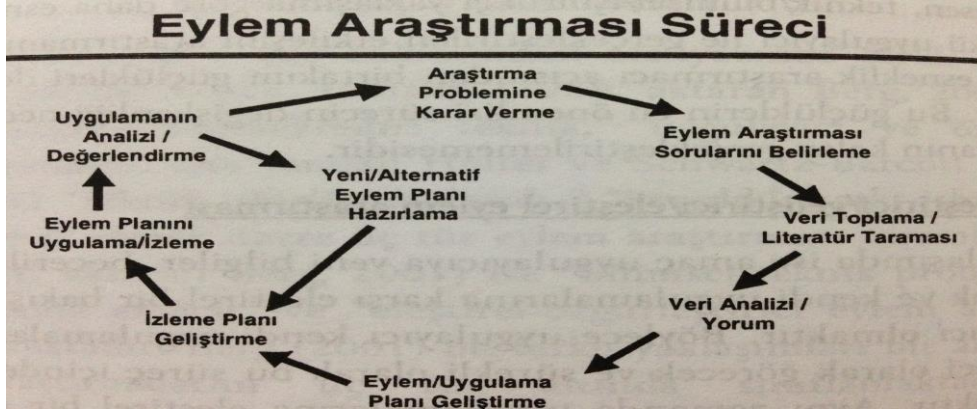 Eylem Araştırması Süreci
Araştırma
Problemine
Karar Verme
Eylem Araştırması
Sorularını Belirleme
Veri Toplama /
Literatür Taraması
Veri Analizi /
Yorum
Eylem/Uygulama
Planı Geliştirme
İzleme Planı
Geliştirme
Eylem Planını
Uygulama/İzleme
Uygulamanın
Analizi /
Değerlendirme
Yeni/Alternatif
Eylem Planı
Hazırlama